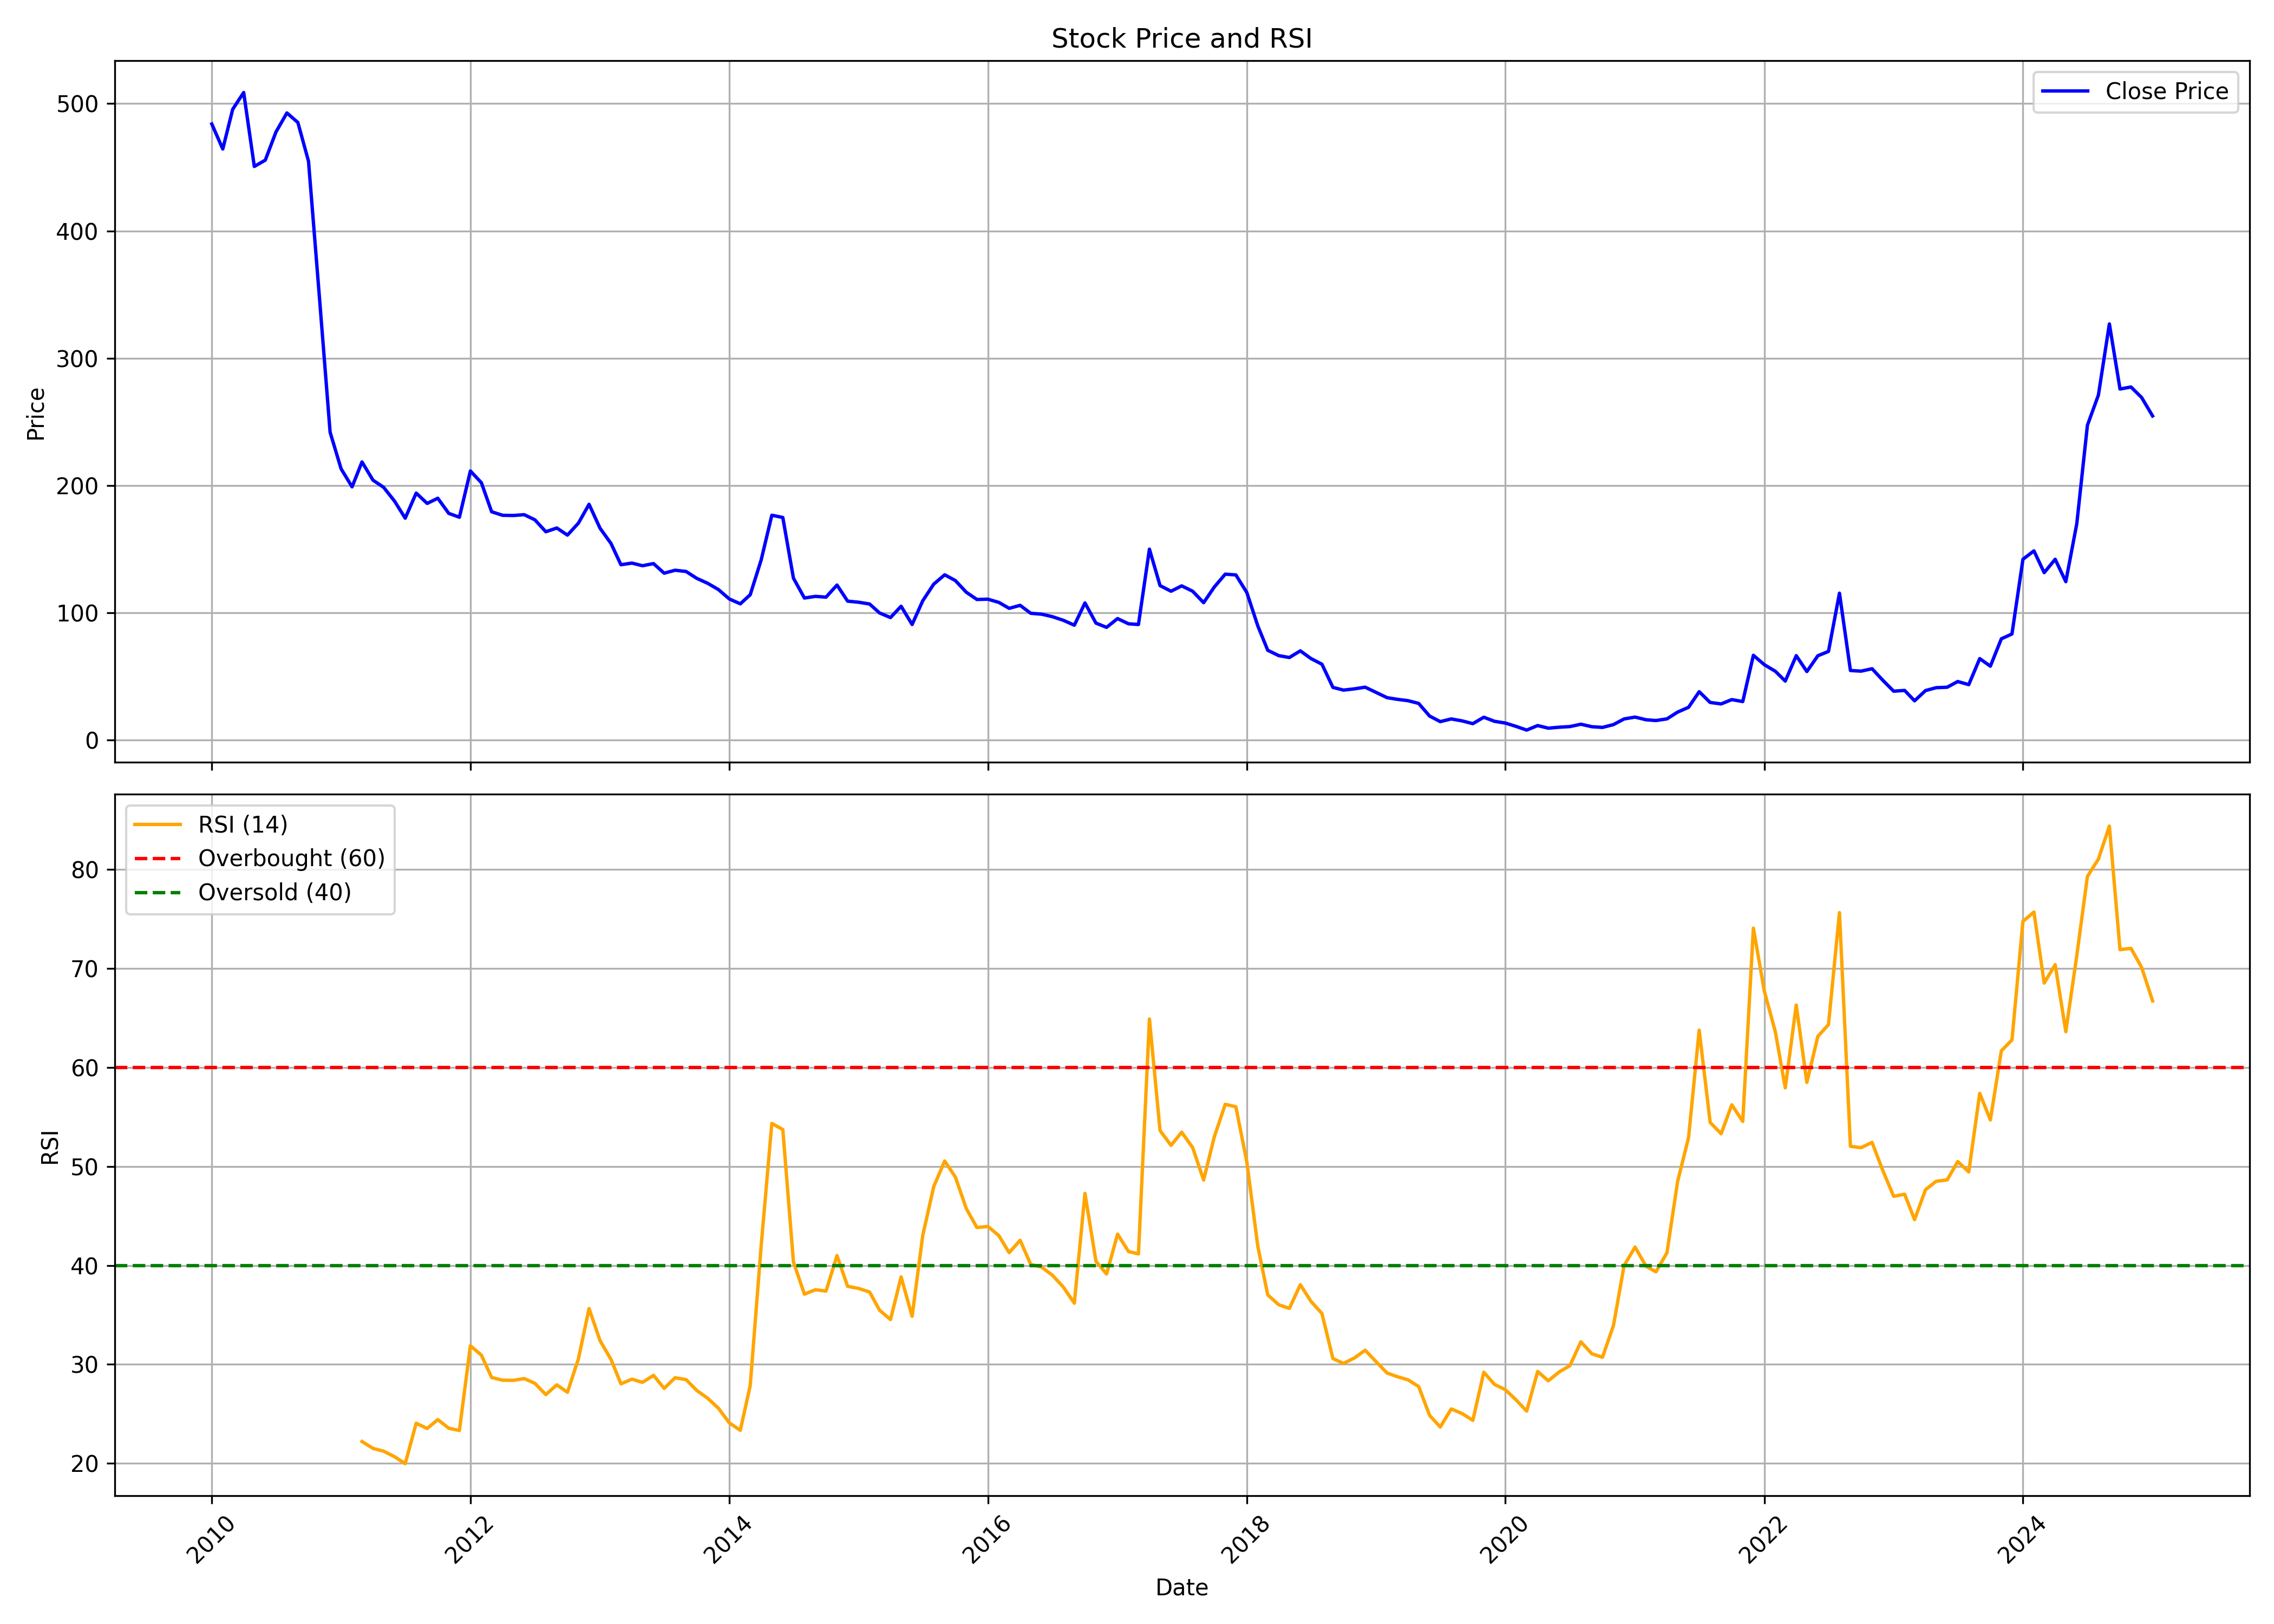 Stock Price and RSI
Close Price
500
400
300
200
100
0
Price
RSI (14)
Overbought (60)
Oversold (40)
80
70
60
50
40
30
20
RSI
2010
2012
2014
2016
2018
2020
2022
2024
Date